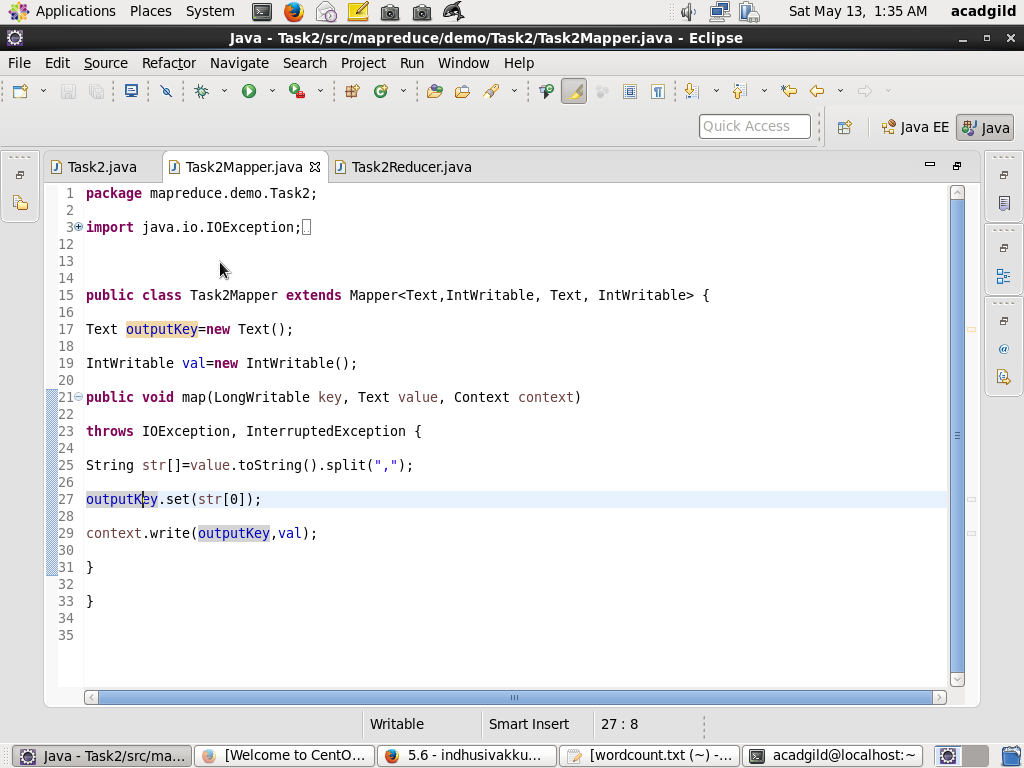 Applications Places System Sat May 13, 1:35 AM acadgild
Java - Task2/src/mapreduce/demo/Task2/Task2Mapper.java - Eclipse
File Edit Source Refactor Navigate Search Project Run Window Help
Quick Access Java EE Java
Task2.java Task2Mapper.java Task2Reducer.java
1 package mapreduce.demo.Task2;
2
3 import java.io.IOException;
12
13
14
15 public class Task2Mapper extends Mapper<Text,IntWritable, Text, IntWritable> {
16
17 Text outputKey=new Text();
18
19 IntWritable val=new IntWritable();
20
21 public void map(LongWritable key, Text value, Context context)
22
23 throws IOException, InterruptedException {
24
25 String str[]=value.toString().split(",");
26
27 outputKey.set(str[0]);
28
29 context.write(outputKey,val);
30
31 }
32
33 }
34
35
Writable Smart Insert 27 : 8
Java - Task2/src/ma... [Welcome to CentO... 5.6 - indhusivakku... [wordcount.txt (~) -... acadgild@localhost:~